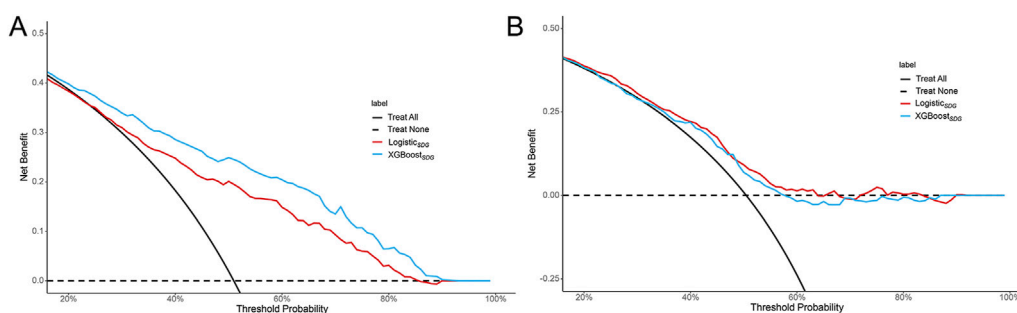 A
0.5
0.4
0.3
0.2
0.1
0.0
Net Benefit
20%
40%
60%
80%
100%
Threshold Probability
label
Treat All
Treat None
LogisticSDG
XGBoostSDG
B
0.50
0.25
0.00
-0.25
Net Benefit
20%
40%
60%
80%
100%
Threshold Probability
label
Treat All
Treat None
LogisticSDG
XGBoostSDG